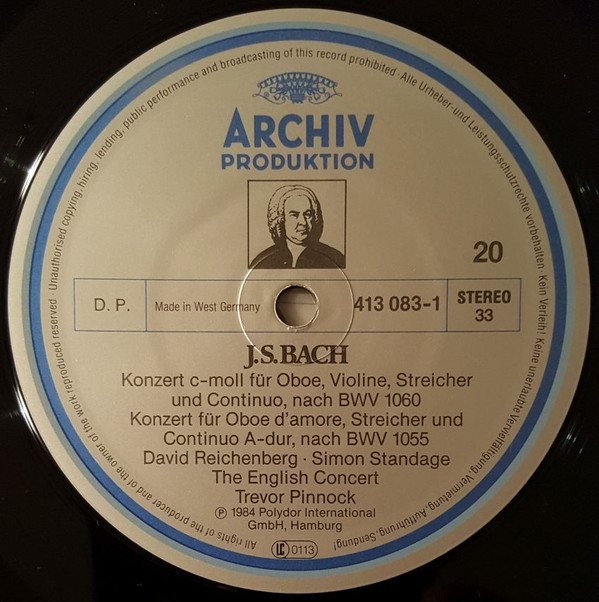 ARCHIV
PRODUKTION
20
D. P.
Made in West Germany
413 083-1
STEREO
33
J.S.BACH
Konzert c-moll für Oboe, Violine, Streicher
und Continuo, nach BWV 1060
Konzert für Oboe d'amore, Streicher und
Continuo A-dur, nach BWV 1055
David Reichenberg · Simon Standage
The English Concert
Trevor Pinnock
Ⓟ 1984 Polydor International
GmbH, Hamburg
LC 0113
All rights of the producer and of the owner of the work reproduced reserved · Unauthorised copying, hiring, lending, public performance and broadcasting of this record prohibited · Alle Urheber-und Leistungsschutzrechte vorbehalten · Kein Verleih! Keine unerlaubte Vervielfältigung, Vermietung, Aufführung, Sendung!